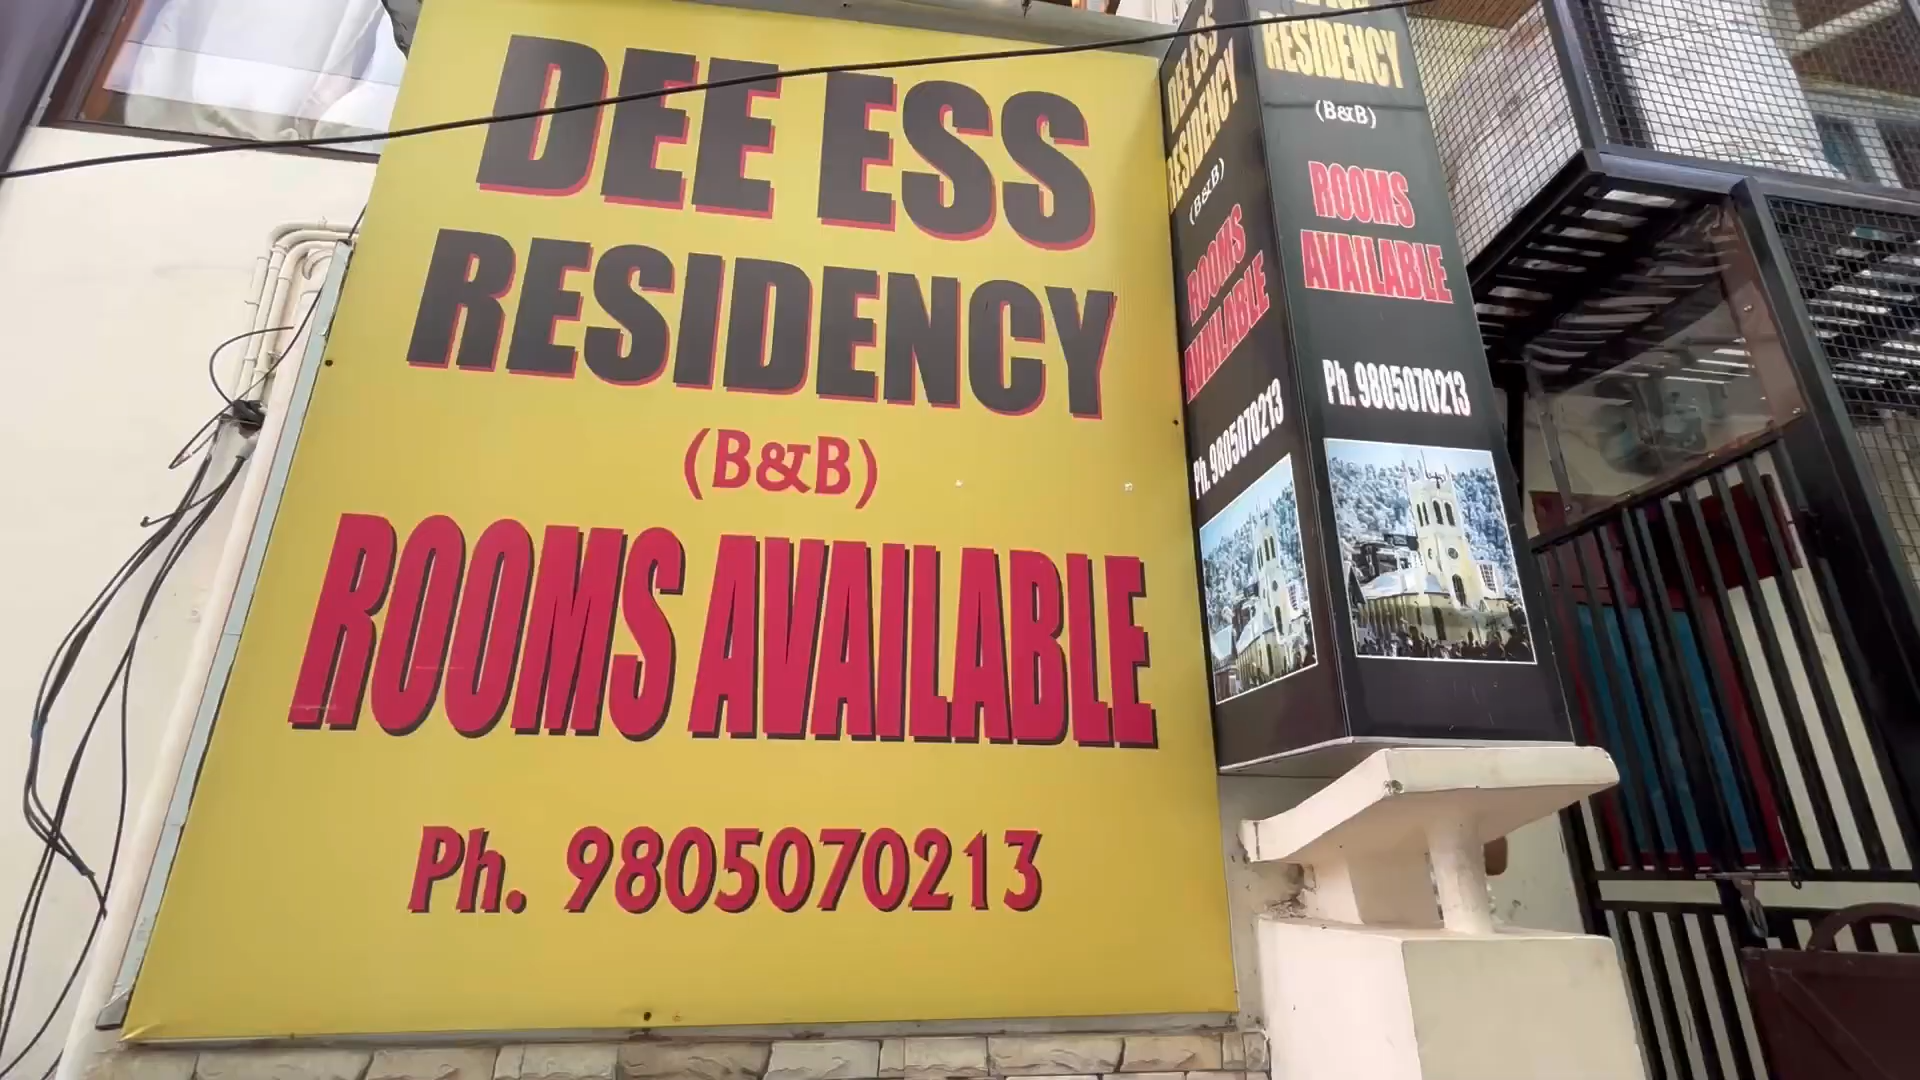 DEE ESS
RESIDENCY
(B&B)
ROOMS AVAILABLE
Ph. 9805070213
DEE ESS
RESIDENCY
(B&B)
ROOMS
AVAILABLE
Ph. 9805070213
RESIDENCY
(B&B)
ROOMS
AVAILABLE
Ph. 9805070213